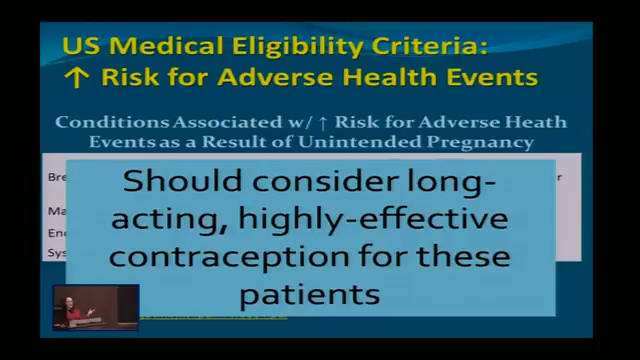 US Medical Eligibility Criteria:
↑ Risk for Adverse Health Events
Conditions Associated w/ ↑ Risk for Adverse Heath
Events as a Result of Unintended Pregnancy
Should consider long-
acting, highly-effective
contraception for these
patients